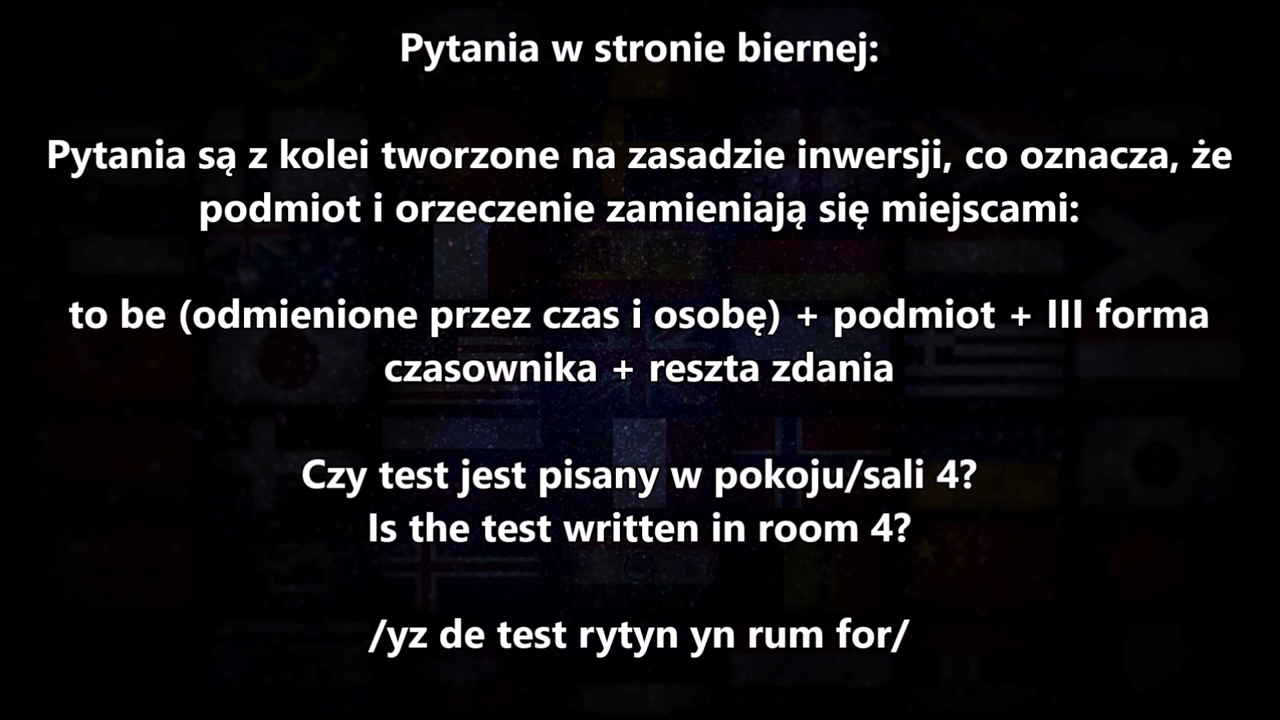 Pytania w stronie biernej:
Pytania są z kolei tworzone na zasadzie inwersji, co oznacza, że
podmiot i orzeczenie zamieniają się miejscami:
to be (odmienione przez czas i osobę) + podmiot + III forma
czasownika + reszta zdania
Czy test jest pisany w pokoju/sali 4?
Is the test written in room 4?
/yz de test rytyn yn rum for/